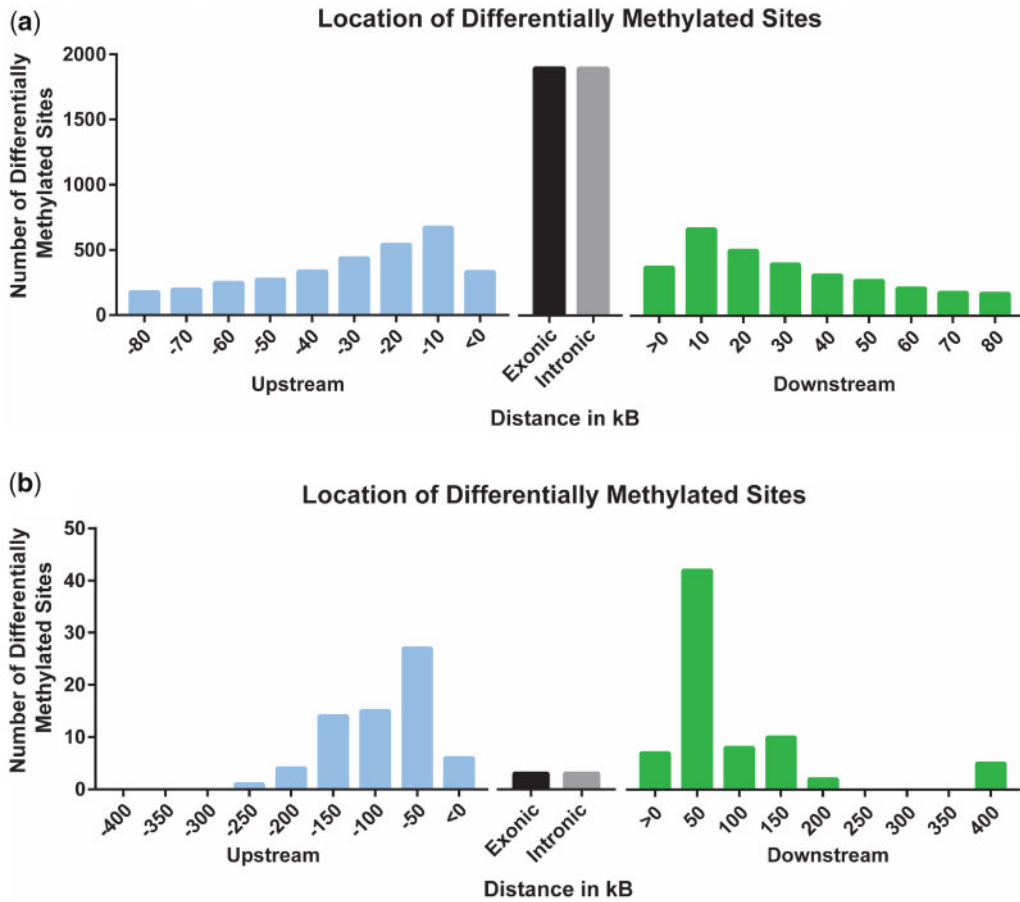 (a)
Location of Differentially Methylated Sites
Number of Differentially
Methylated Sites
2000
1500
1000
500
0
-80 -70 -60 -50 -40 -30 -20 -10 <0 Exonic Intronic >0 10 20 30 40 50 60 70 80
Upstream Downstream
Distance in kB
(b)
Location of Differentially Methylated Sites
Number of Differentially
Methylated Sites
50
40
30
20
10
0
-400 -350 -300 -250 -200 -150 -100 -50 <0 Exonic Intronic >0 50 100 150 200 250 300 350 400
Upstream Downstream
Distance in kB